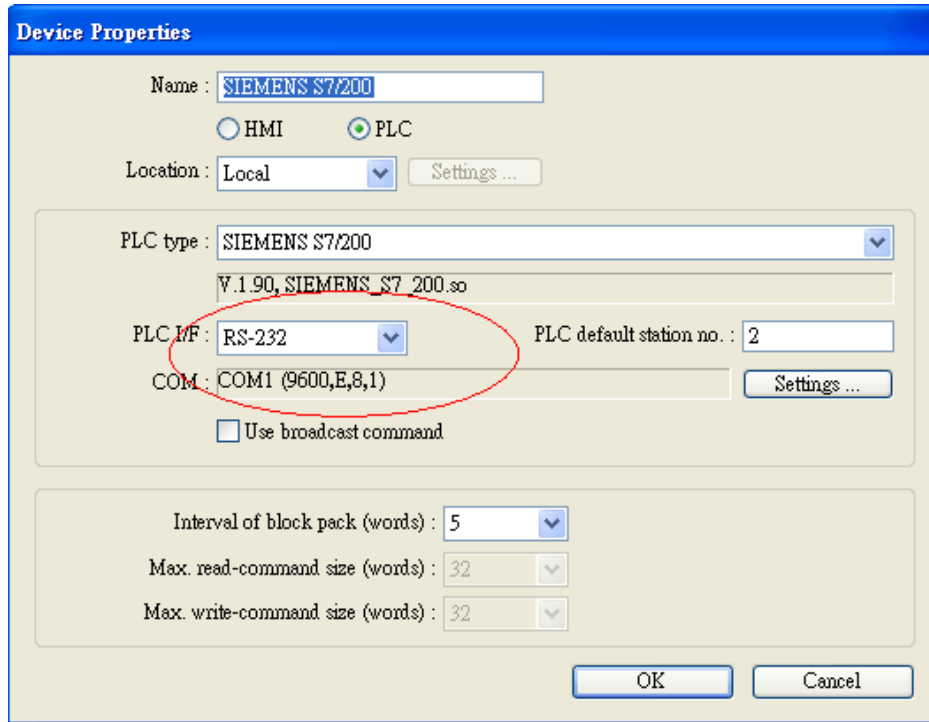 Device Properties
Name : SIEMENS S7/200
HMI PLC
Location : Local Settings ...
PLC type : SIEMENS S7/200
V.1.90, SIEMENS_S7_200.so
PLC I/F : RS-232 PLC default station no. : 2
COM : COM1 (9600,E,8,1) Settings ...
Use broadcast command
Interval of block pack (words) : 5
Max. read-command size (words) : 32
Max. write-command size (words) : 32
OK Cancel